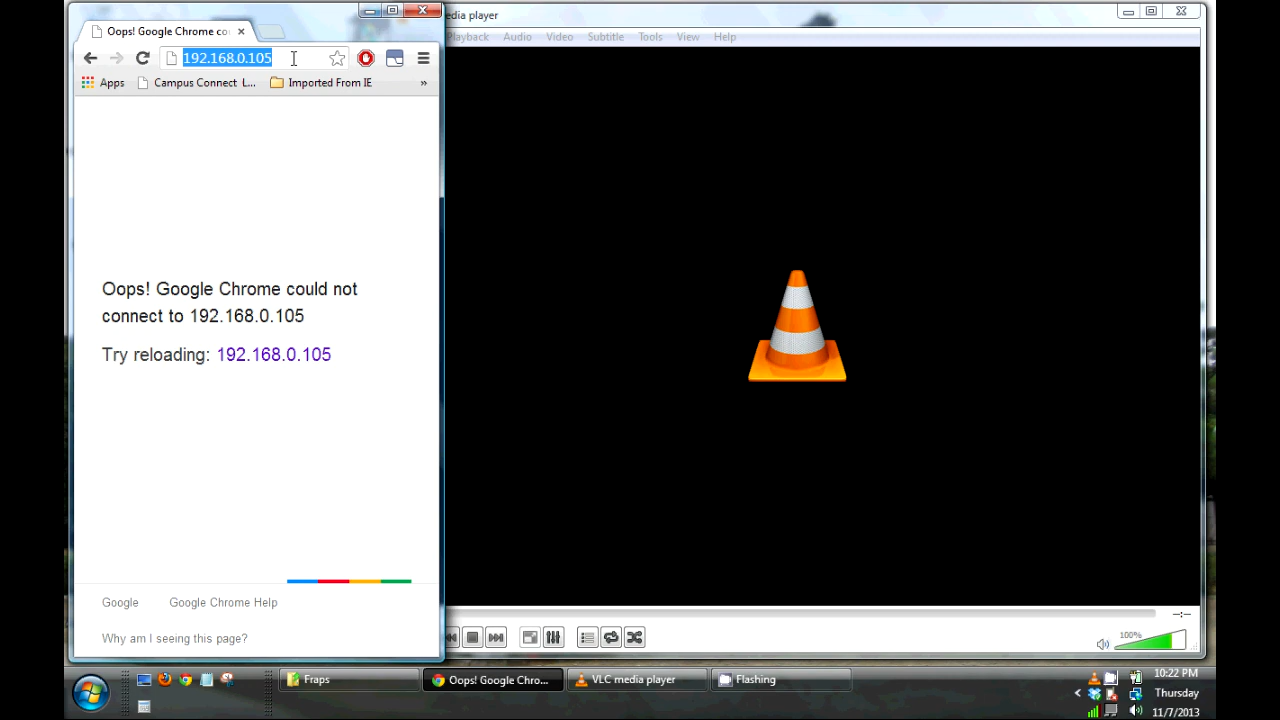 Oops! Google Chrome co
192.168.0.105
Apps
Campus Connect L...
Imported From IE
»
Oops! Google Chrome could not
connect to 192.168.0.105
Try reloading: 192.168.0.105
Google
Google Chrome Help
Why am I seeing this page?
edia player
Playback
Audio
Video
Subtitle
Tools
View
Help
--:--
100%
Fraps
Oops! Google Chro...
VLC media player
Flashing
10:22 PM
Thursday
11/7/2013